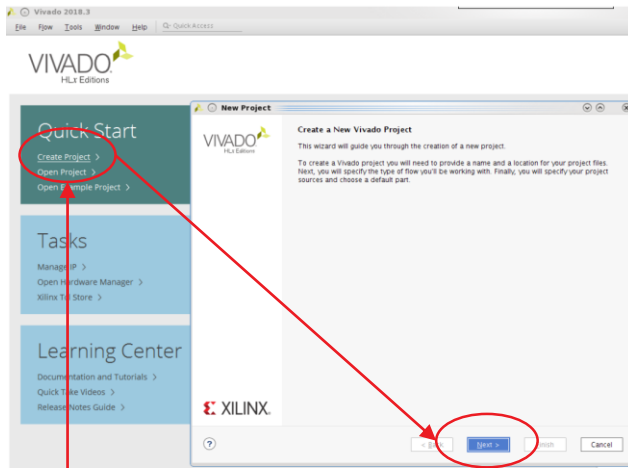 Vivado 2018.3
File Flow Tools Window Help Q- Quick Access
VIVADO
HLx Editions
Quick Start
Create Project >
Open Project >
Open Example Project >
Tasks
Manage IP >
Open Hardware Manager >
Xilinx Tcl Store >
Learning Center
Documentation and Tutorials >
Quick Take Videos >
Release Notes Guide >
New Project
VIVADO
HLx Editions
Create a New Vivado Project
This wizard will guide you through the creation of a new project.
To create a Vivado project you will need to provide a name and a location for your project files.
Next, you will specify the type of flow you'll be working with. Finally, you will specify your project
sources and choose a default part.
XILINX.
?
< Back Next > Finish Cancel